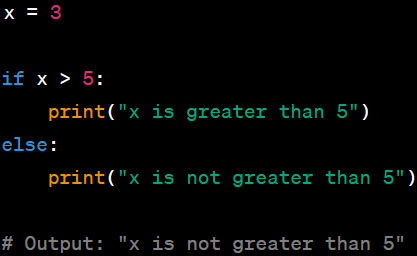 x = 3
if x > 5:
    print("x is greater than 5")
else:
    print("x is not greater than 5")
# Output: "x is not greater than 5"